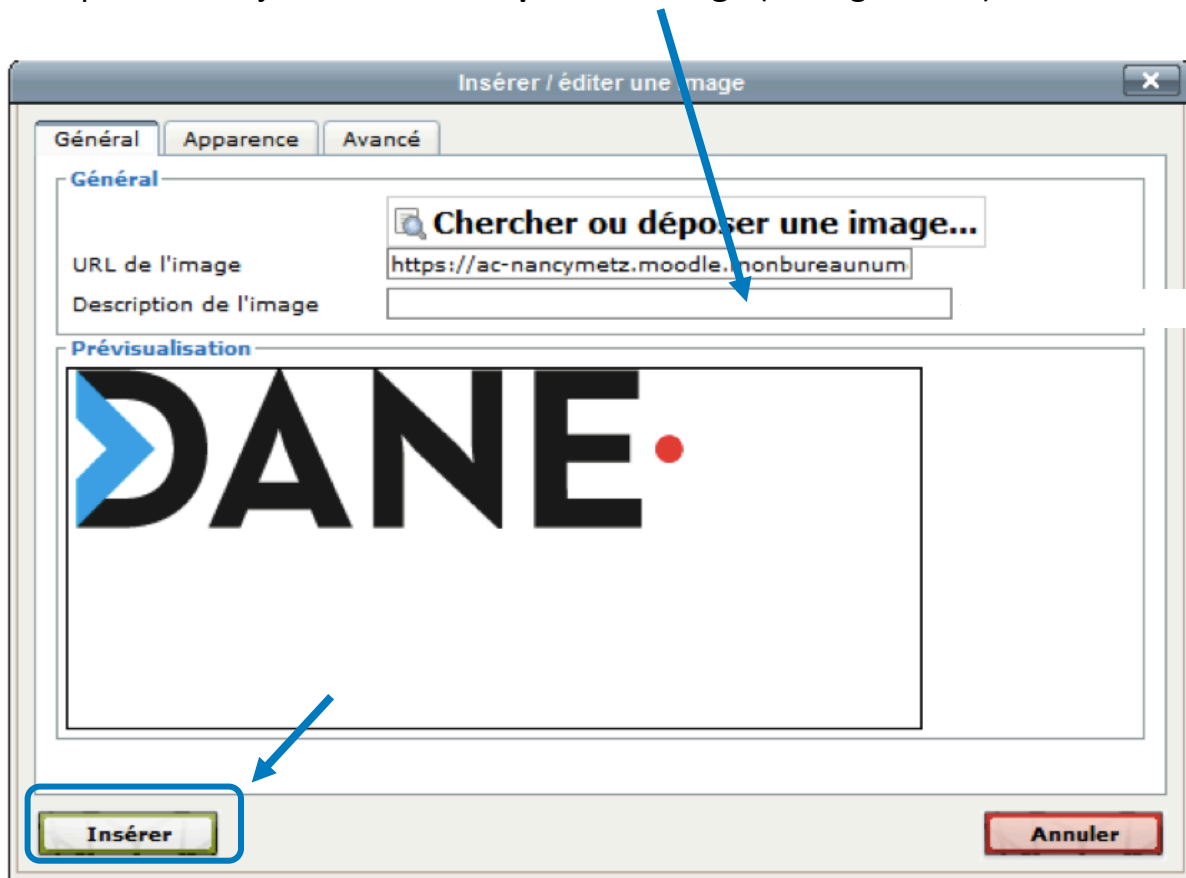 Insérer / éditer une image
Général Apparence Avancé
Général
Chercher ou déposer une image...
URL de l'image https://ac-nancymetz.moodle.monbureaunum
Description de l'image
Prévisualisation
DANE
Insérer Annuler